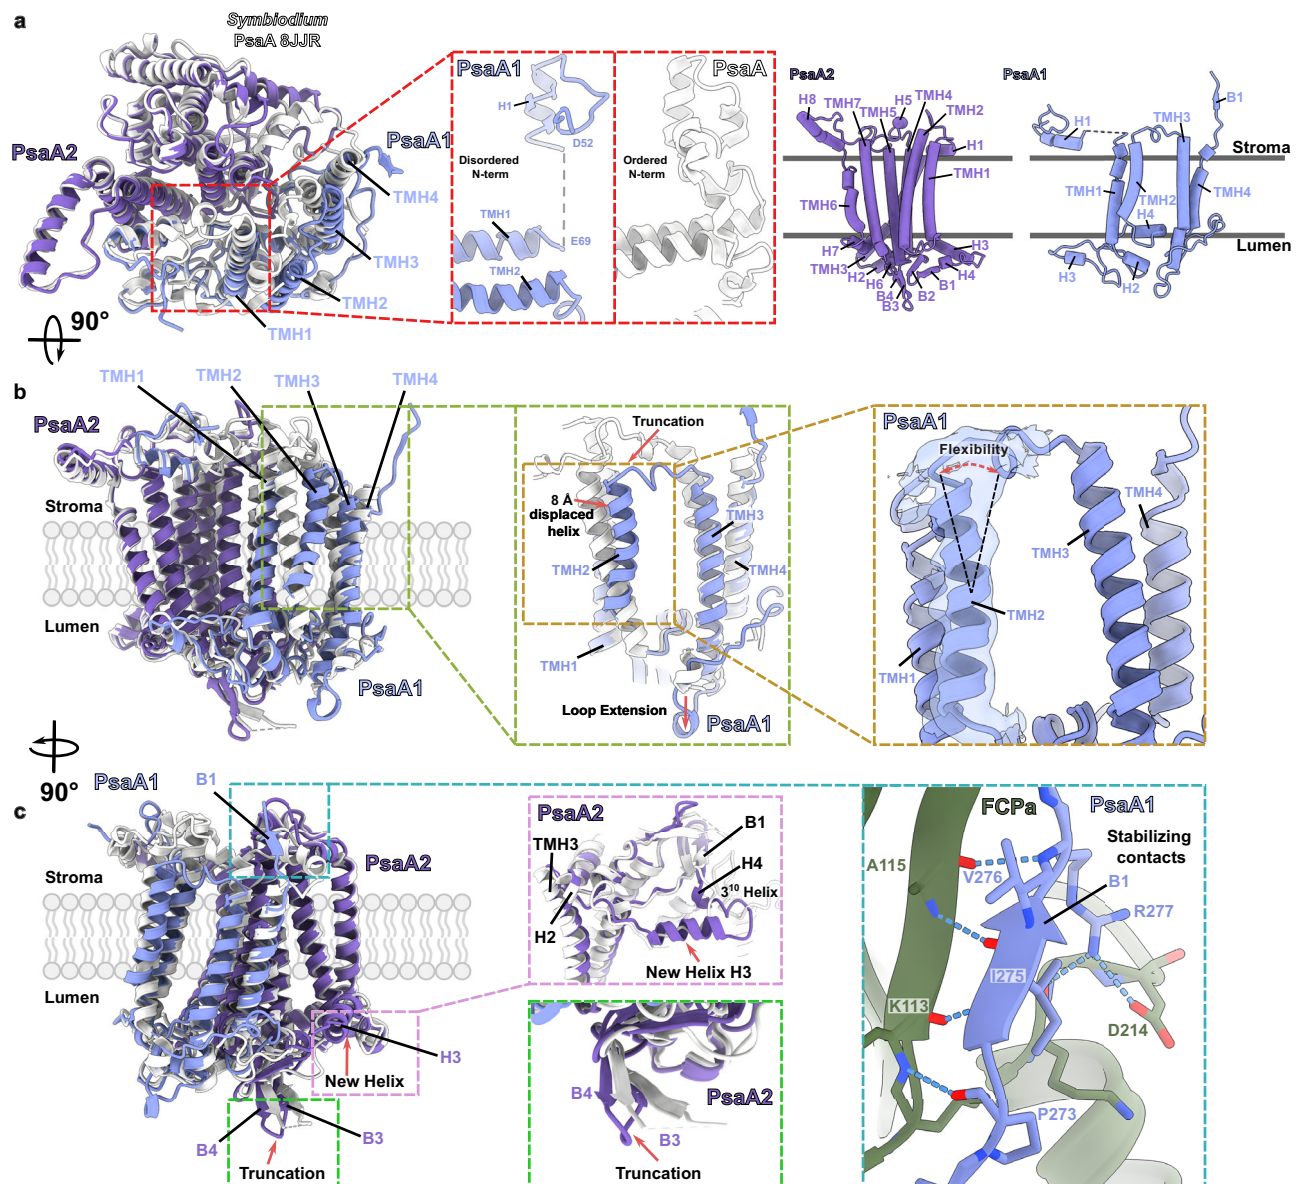 a
Symbiodium
PsaA 8JJR
PsaA2
PsaA1
TMH4
TMH3
TMH2
TMH1
90°
PsaA1
H1
D52
Disordered
N-term
TMH1
E69
TMH2
PsaA
Ordered
N-term
PsaA2
H8
TMH7
TMH5
H5
TMH4
TMH2
H1
TMH1
TMH6
H7
TMH3
H2
H6
B4
B3
B2
B1
H4
H3
PsaA1
H1
TMH3
B1
Stroma
TMH1
TMH2
TMH4
H4
Lumen
H3
H2
b
TMH1
TMH2
TMH3
TMH4
PsaA2
Stroma
Lumen
PsaA1
Truncation
8 Å
displaced
helix
TMH3
TMH2
TMH4
TMH1
Loop Extension
PsaA1
PsaA1
Flexibility
TMH4
TMH3
TMH2
TMH1
90°
c
PsaA1
B1
PsaA2
Stroma
Lumen
H3
New Helix
B4
B3
Truncation
PsaA2
B1
TMH3
H4
3¹⁰ Helix
H2
New Helix H3
B4
PsaA2
B3
Truncation
FCPa
PsaA1
Stabilizing
contacts
A115
V276
B1
R277
I275
K113
D214
P273